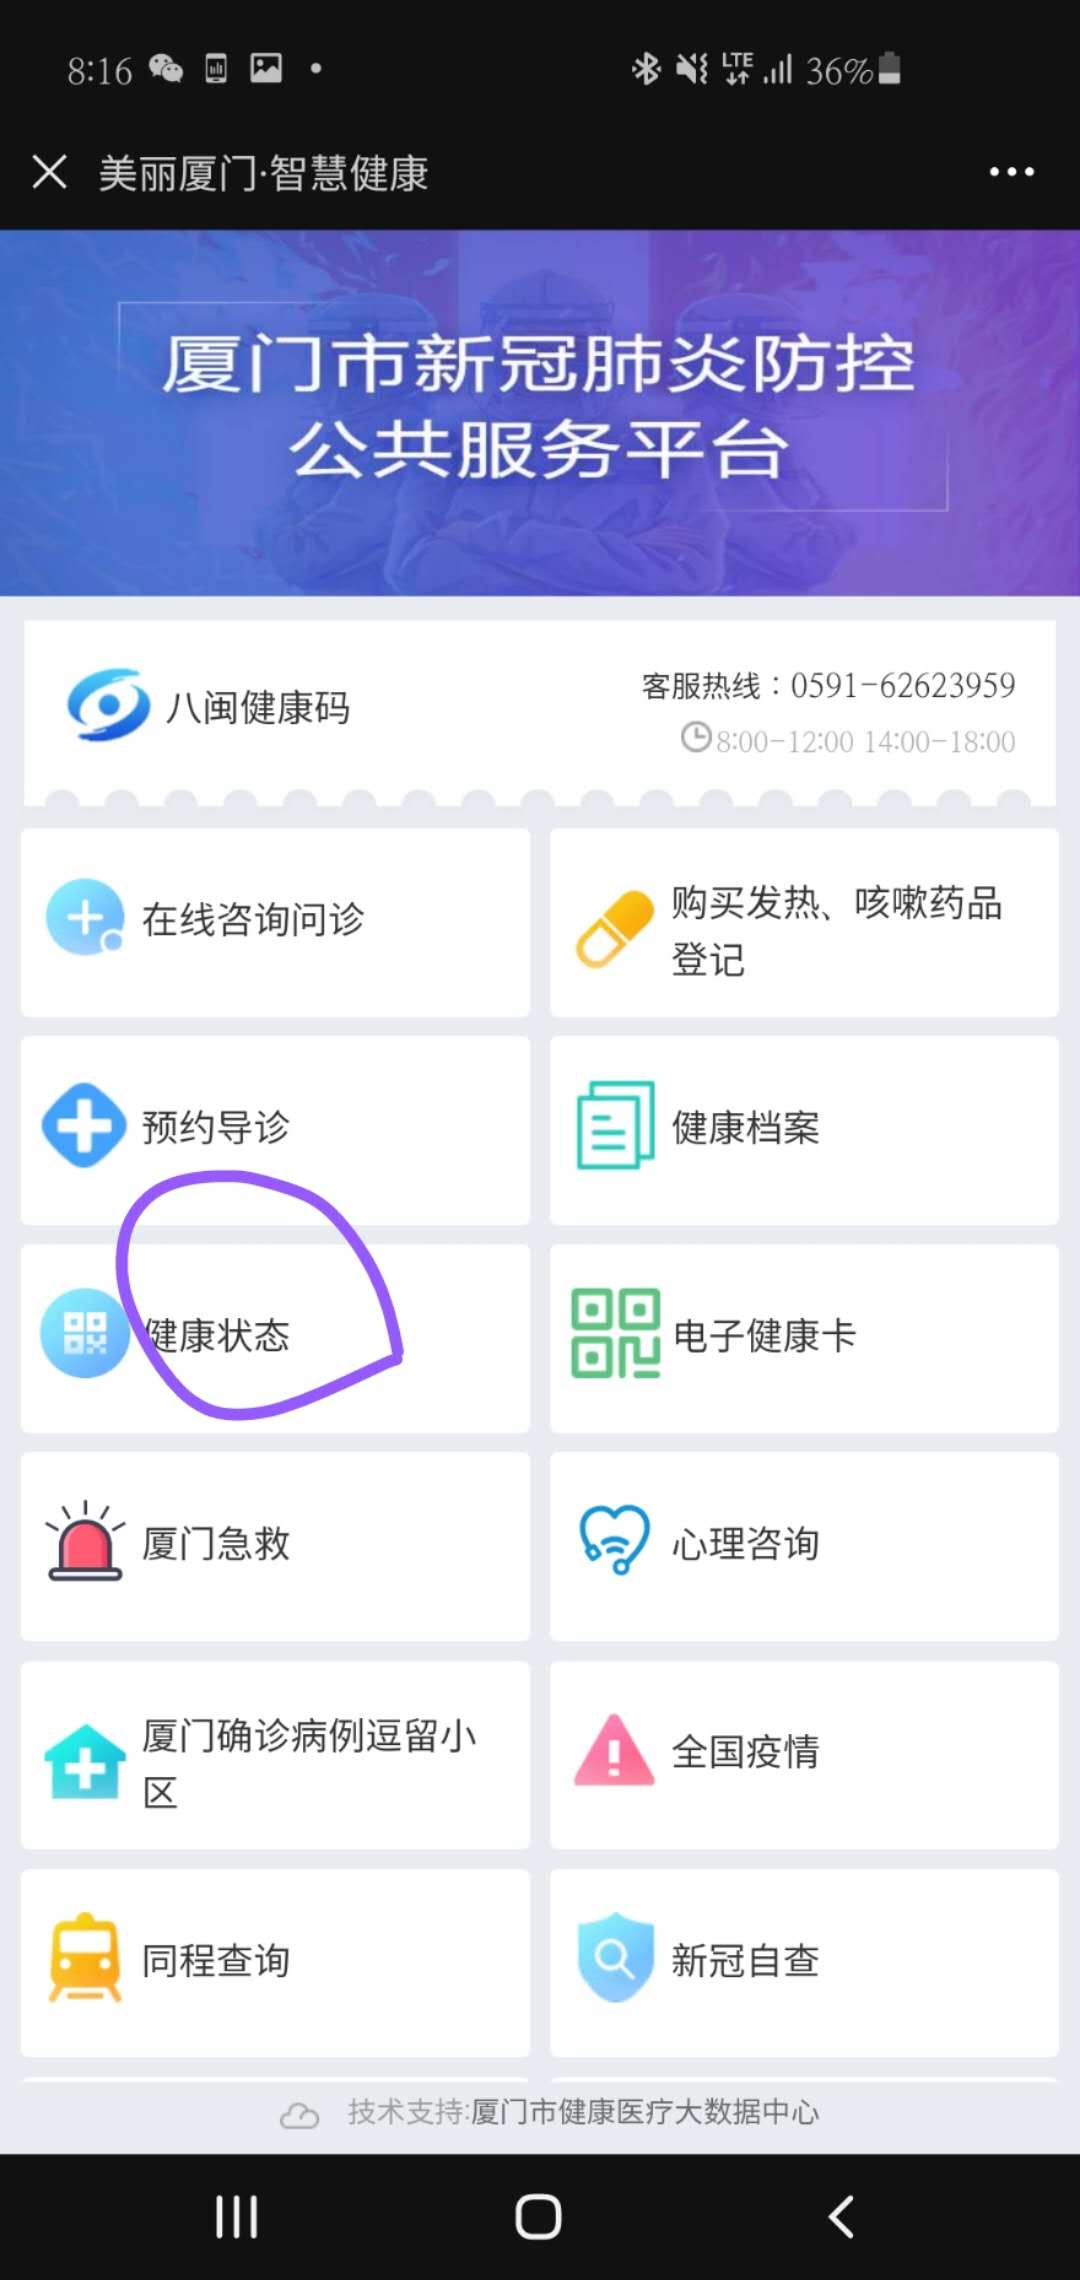 8:16
LTE
36%
美丽厦门·智慧健康
厦门市新冠肺炎防控
公共服务平台
八闽健康码
客服热线：0591-62623959
8:00-12:00 14:00-18:00
在线咨询问诊
购买发热、咳嗽药品
登记
预约导诊
健康档案
健康状态
电子健康卡
厦门急救
心理咨询
厦门确诊病例逗留小
区
全国疫情
同程查询
新冠自查
技术支持:厦门市健康医疗大数据中心